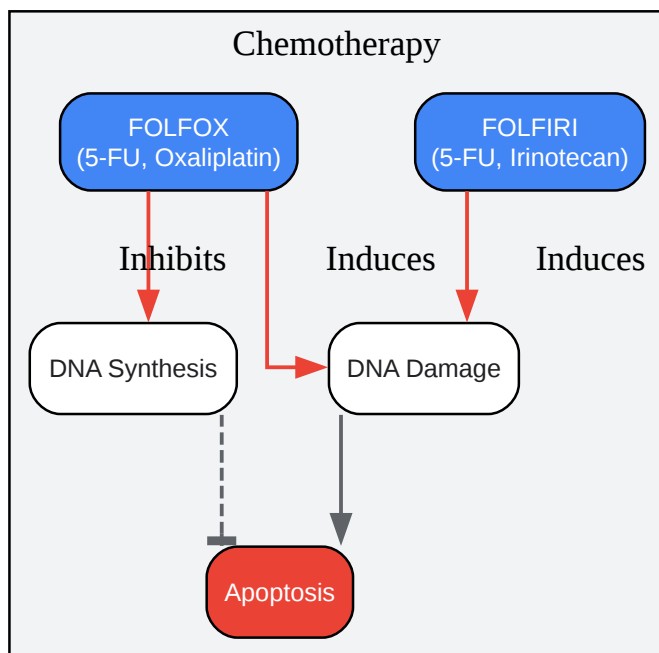 Chemotherapy
FOLFOX
(5-FU, Oxaliplatin)
FOLFIRI
(5-FU, Irinotecan)
Inhibits
Induces
Induces
DNA Synthesis
DNA Damage
Apoptosis